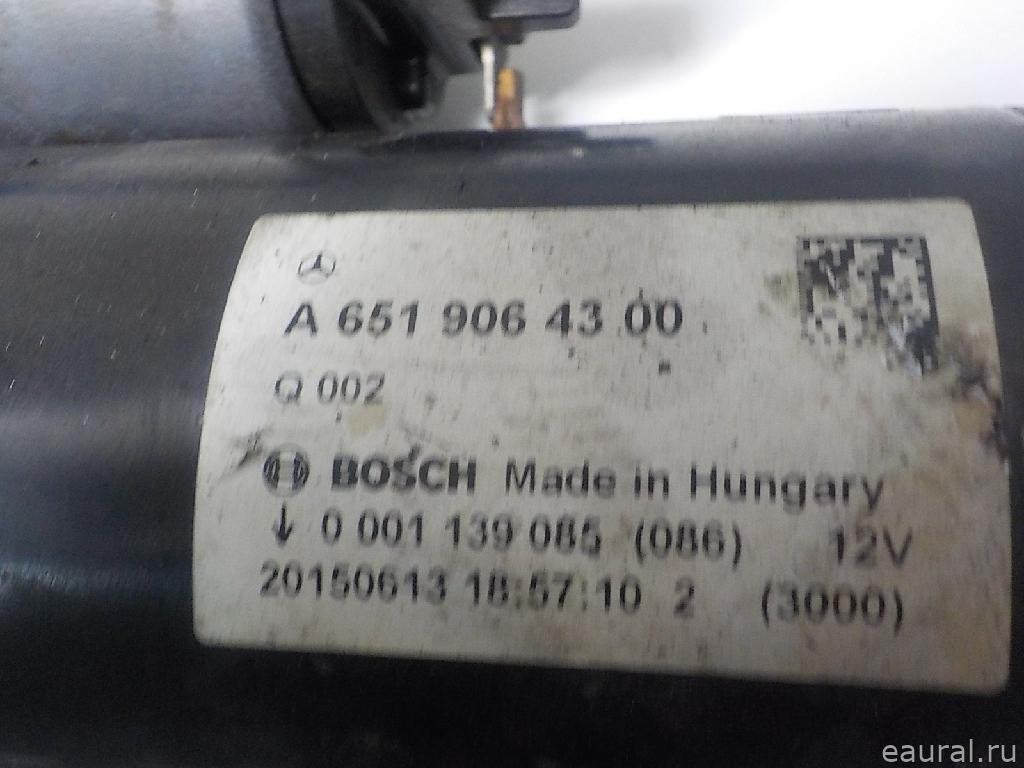 A 651 906 43 00
Q 002
BOSCH Made in Hungary
↓ 0 001 139 085 (086) 12V
20150613 18:57:10 2 (3000)
eaural.ru